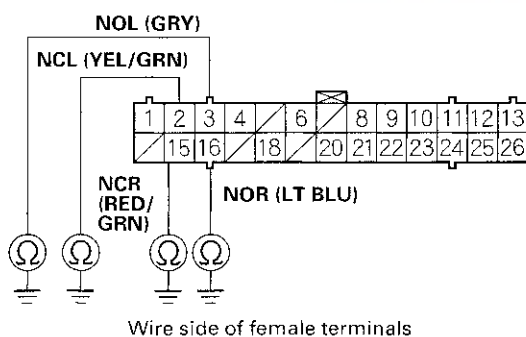 NOL (GRY)
NCL (YEL/GRN)
1 2 3 4 6 8 9 10 11 12 13
15 16 18 20 21 22 23 24 25 26
NCR
(RED/
GRN)
NOR (LT BLU)
Ω Ω Ω Ω
Wire side of female terminals